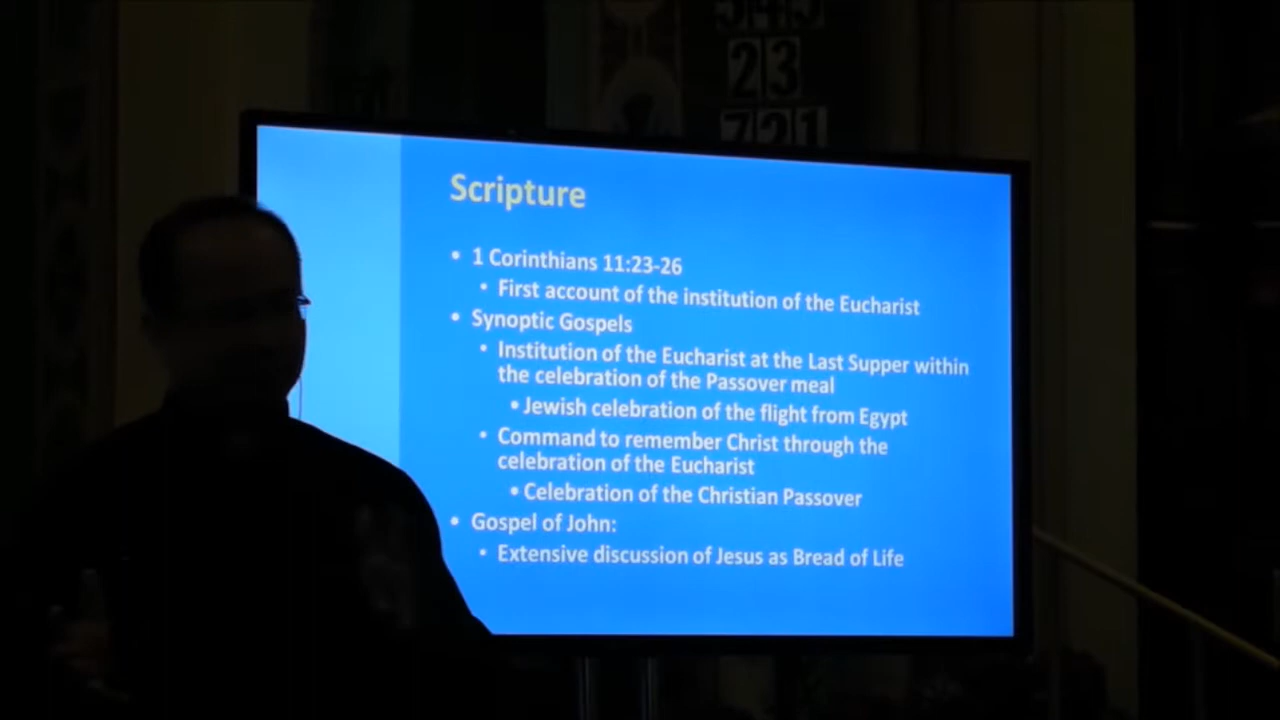 545
23
721
Scripture
• 1 Corinthians 11:23-26
• First account of the institution of the Eucharist
• Synoptic Gospels
• Institution of the Eucharist at the Last Supper within
the celebration of the Passover meal
• Jewish celebration of the flight from Egypt
• Command to remember Christ through the
celebration of the Eucharist
• Celebration of the Christian Passover
• Gospel of John:
• Extensive discussion of Jesus as Bread of Life